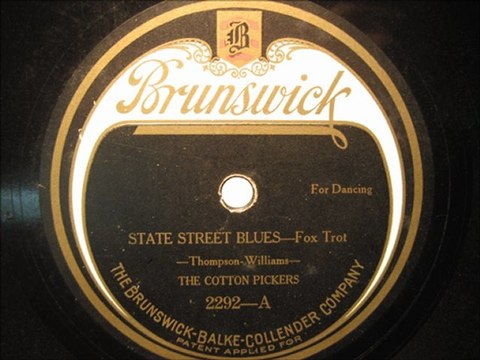 B
Brunswick
For Dancing
STATE STREET BLUES—Fox Trot
—Thompson-Williams—
THE COTTON PICKERS
2292—A
THE BRUNSWICK-BALKE-COLLENDER COMPANY
PATENT APPLIED FOR